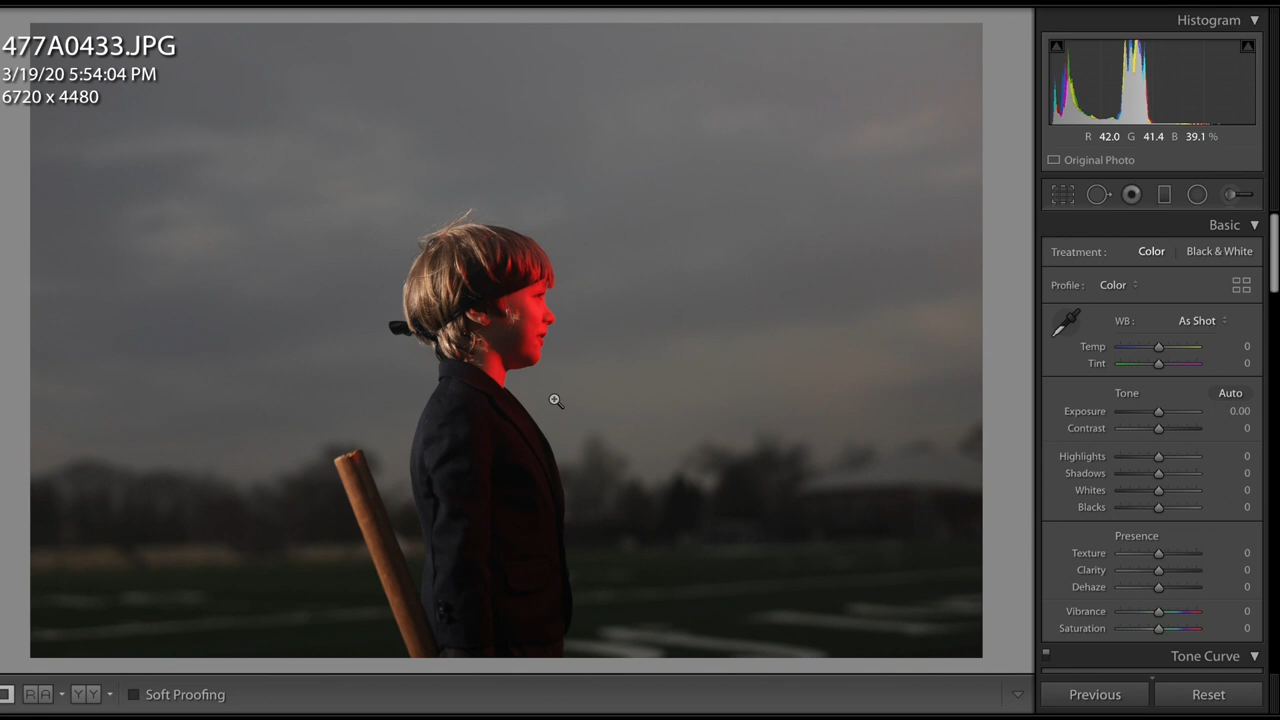 Histogram
477A0433.JPG
3/19/20 5:54:04 PM
6720 x 4480
R 42.0 G 41.4 B 39.1 %
Original Photo
Basic
Treatment : Color Black & White
Profile : Color
WB : As Shot
Temp 0
Tint 0
Tone Auto
Exposure 0.00
Contrast 0
Highlights 0
Shadows 0
Whites 0
Blacks 0
Presence
Texture 0
Clarity 0
Dehaze 0
Vibrance 0
Saturation 0
Tone Curve
R A Y Y Soft Proofing
Previous Reset